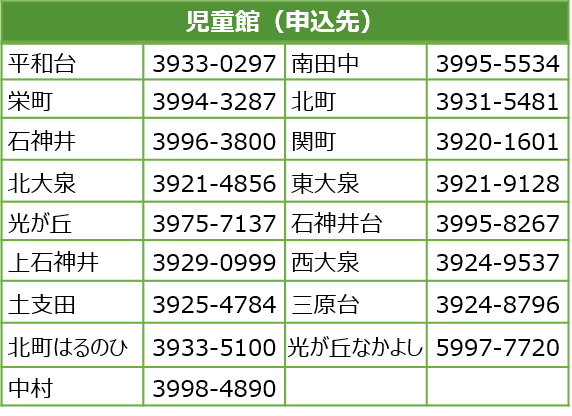 児童館（申込先）
平和台 3933-0297 南田中 3995-5534
栄町 3994-3287 北町 3931-5481
石神井 3996-3800 関町 3920-1601
北大泉 3921-4856 東大泉 3921-9128
光が丘 3975-7137 石神井台 3995-8267
上石神井 3929-0999 西大泉 3924-9537
土支田 3925-4784 三原台 3924-8796
北町はるのひ 3933-5100 光が丘なかよし 5997-7720
中村 3998-4890